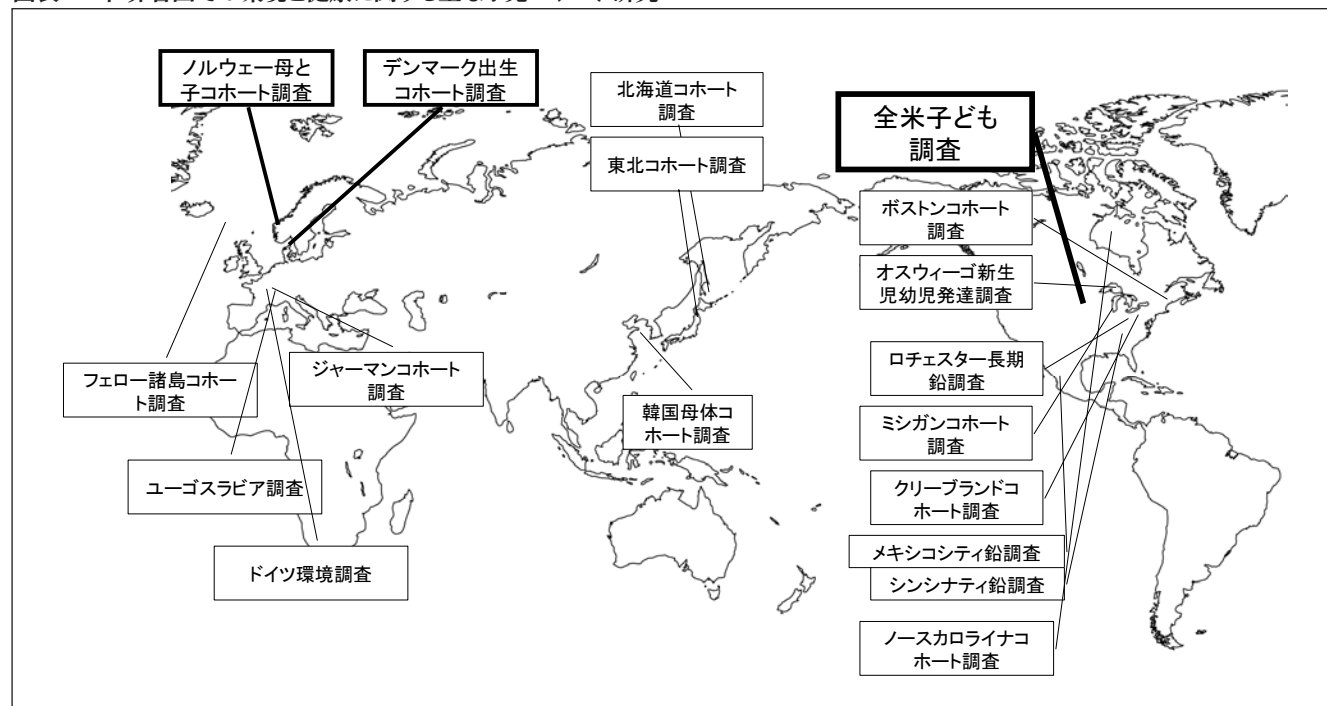 ノルウェー母と
子コホート調査
デンマーク出生
コホート調査
北海道コホート
調査
東北コホート調査
全米子ども
調査
ボストンコホート
調査
オスウィーゴ新生
児幼児発達調査
ロチェスター長期
鉛調査
ミシガンコホート
調査
クリーブランドコ
ホート調査
メキシコシティ鉛調査
シンシナティ鉛調査
ノースカロライナコ
ホート調査
フェロー諸島コホー
ト調査
ジャーマンコホート
調査
韓国母体コ
ホート調査
ユーゴスラビア調査
ドイツ環境調査